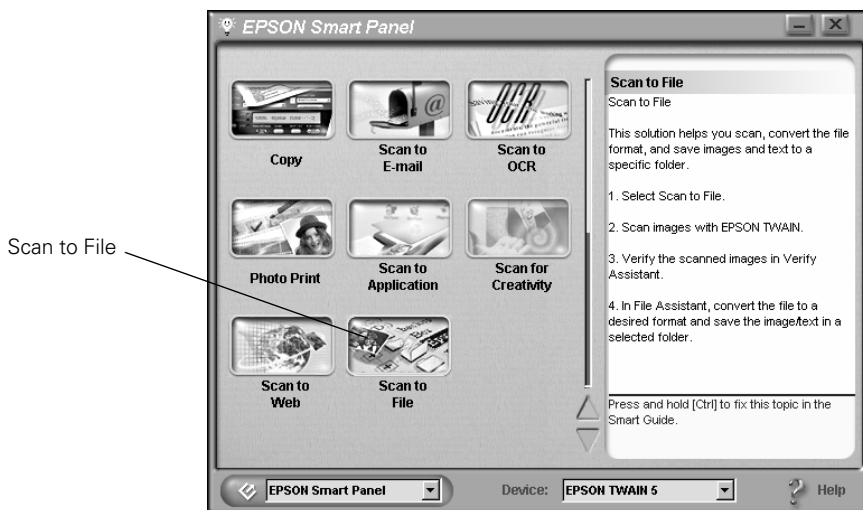 EPSON Smart Panel
Copy
Scan to
E-mail
Scan to
OCR
Photo Print
Scan to
Application
Scan for
Creativity
Scan to
Web
Scan to
File
Scan to File
Scan to File
Scan to File
This solution helps you scan, convert the file
format, and save images and text to a
specific folder.
1. Select Scan to File.
2. Scan images with EPSON TWAIN.
3. Verify the scanned images in Verify
Assistant.
4. In File Assistant, convert the file to a
desired format and save the image/text in a
selected folder.
Press and hold [Ctrl] to fix this topic in the
Smart Guide.
EPSON Smart Panel
Device:
EPSON TWAIN 5
Help